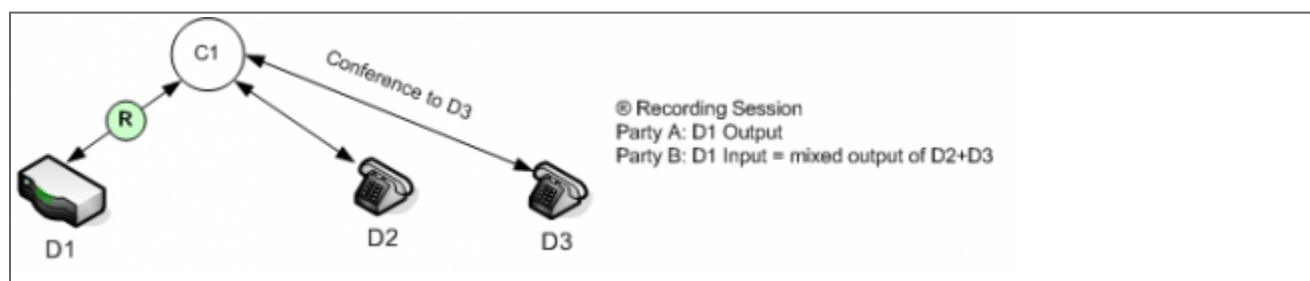 C1
Conference to D3
R
® Recording Session
Party A: D1 Output
Party B: D1 Input = mixed output of D2+D3
D1
D2
D3